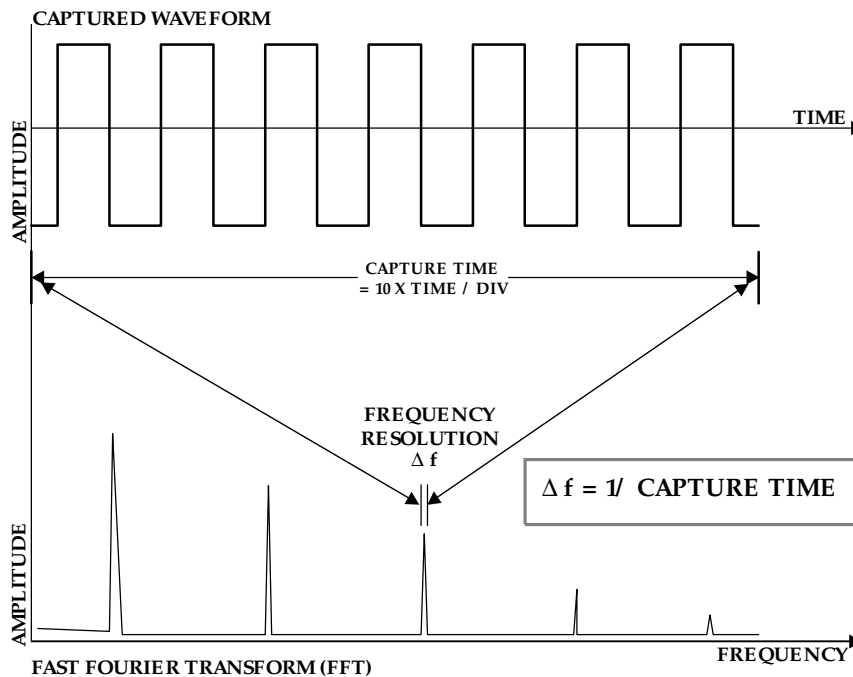 CAPTURED WAVEFORM
TIME
AMPLITUDE
CAPTURE TIME
= 10 X TIME / DIV
FREQUENCY
RESOLUTION
Δ f
Δ f = 1/ CAPTURE TIME
AMPLITUDE
FREQUENCY
FAST FOURIER TRANSFORM (FFT)